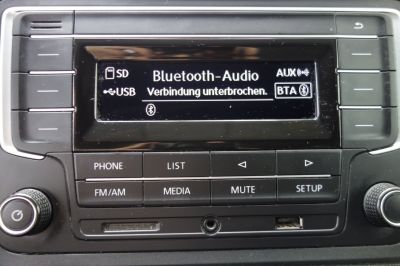 SD Bluetooth-Audio AUX
USB Verbindung unterbrochen. BTA
PHONE LIST
FM/AM MEDIA MUTE SETUP